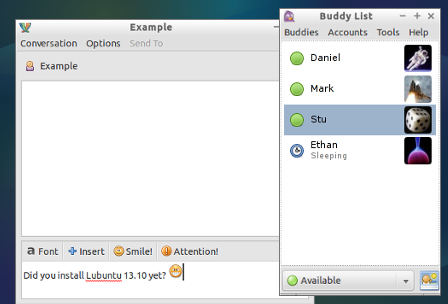 Example
Conversation Options Send To
Example
Font Insert Smile! Attention!
Did you install Lubuntu 13.10 yet?
Buddy List
Buddies Accounts Tools Help
Daniel
Mark
Stu
Ethan
Sleeping
Available